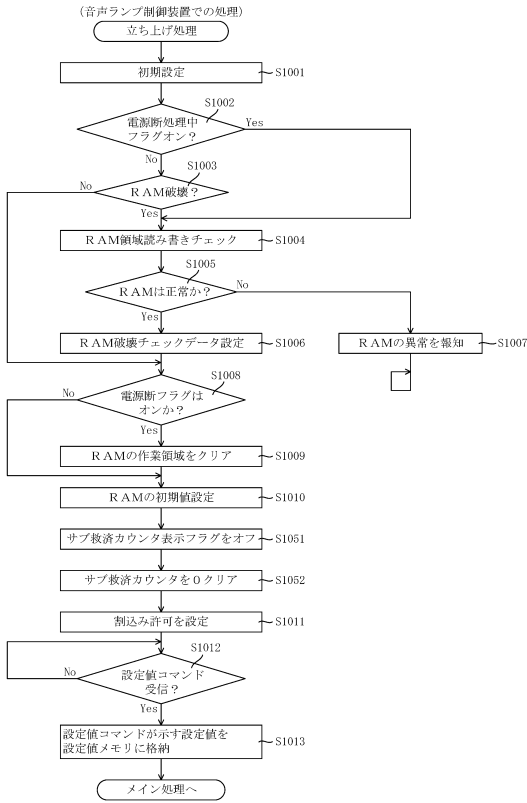 （音声ランプ制御装置での処理）
立ち上げ処理
初期設定
S1001
S1002
電源断処理中
フラグオン？
Yes
No
S1003
ＲＡＭ破壊？
No
Yes
ＲＡＭ領域読み書きチェック
S1004
S1005
ＲＡＭは正常か？
No
Yes
ＲＡＭ破壊チェックデータ設定
S1006
ＲＡＭの異常を報知
S1007
S1008
電源断フラグは
オンか？
No
Yes
ＲＡＭの作業領域をクリア
S1009
ＲＡＭの初期値設定
S1010
サブ救済カウンタ表示フラグをオフ
S1051
サブ救済カウンタを０クリア
S1052
割込み許可を設定
S1011
S1012
設定値コマンド
受信？
No
Yes
設定値コマンドが示す設定値を
設定値メモリに格納
S1013
メイン処理へ